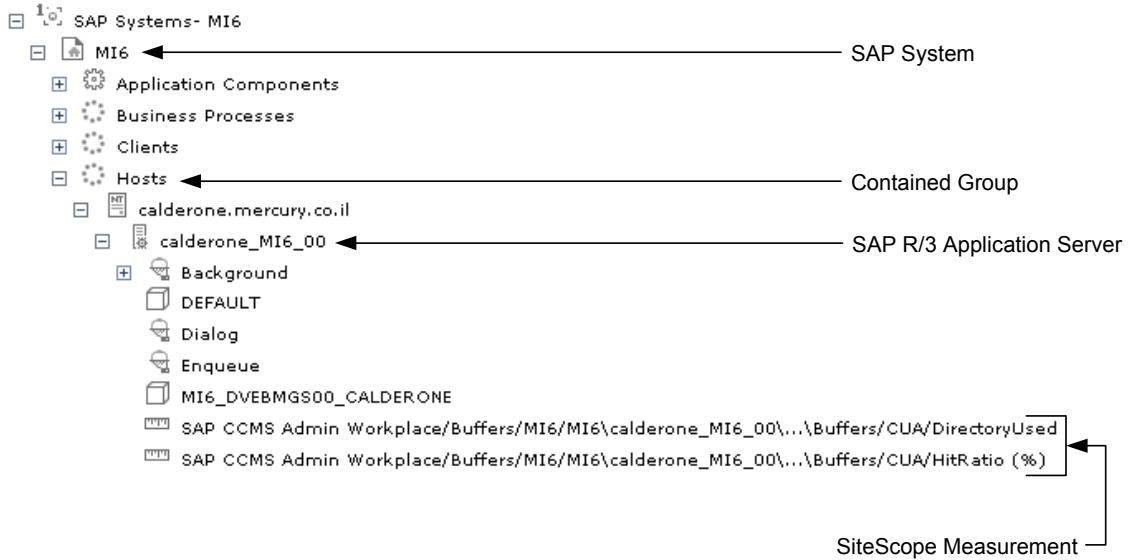 1 SAP Systems- MI6
MI6
SAP System
Application Components
Business Processes
Clients
Hosts
Contained Group
NT
calderone.mercury.co.il
calderone_MI6_00
SAP R/3 Application Server
Background
DEFAULT
Dialog
Enqueue
MI6_DVEBMGS00_CALDERONE
SAP CCMS Admin Workplace/Buffers/MI6/MI6\calderone_MI6_00\...\Buffers/CUA/DirectoryUsed
SAP CCMS Admin Workplace/Buffers/MI6/MI6\calderone_MI6_00\...\Buffers/CUA/HitRatio (%)
SiteScope Measurement